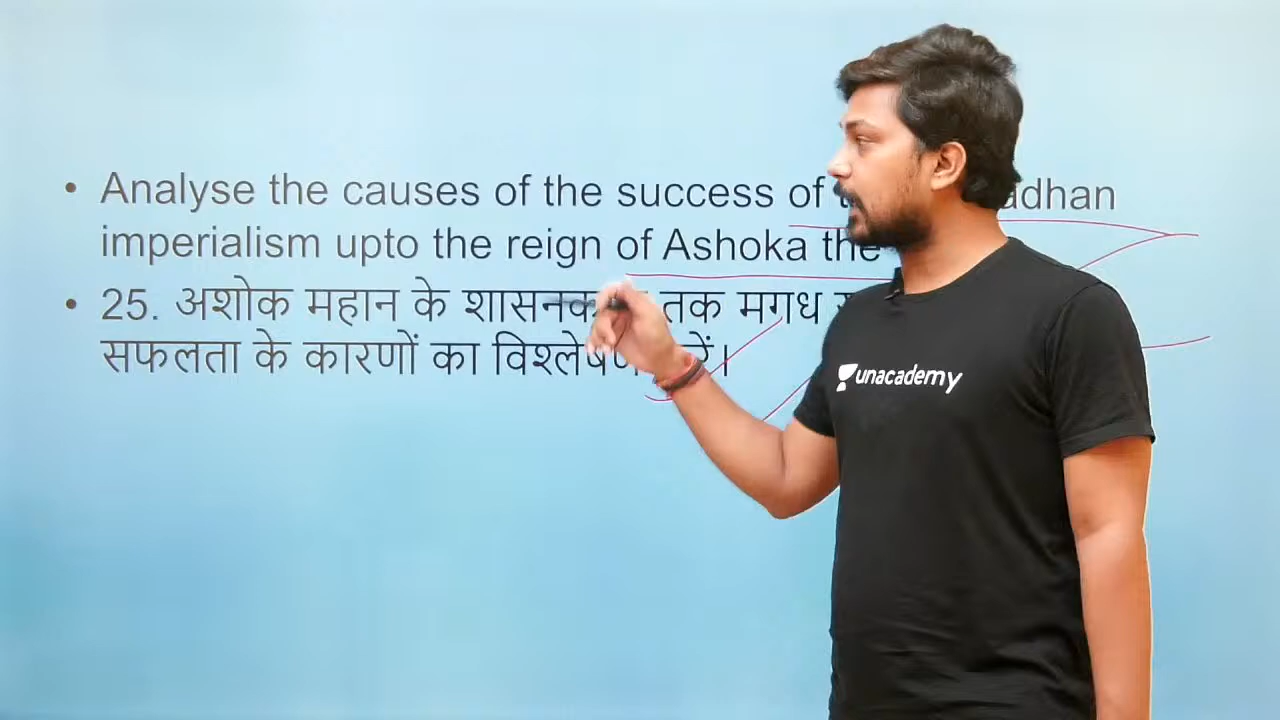 • Analyse the causes of the success of
imperialism upto the reign of Ashoka the
• 25. अशोक महान के तक मगध
सफलता के कारणों का
unacademy